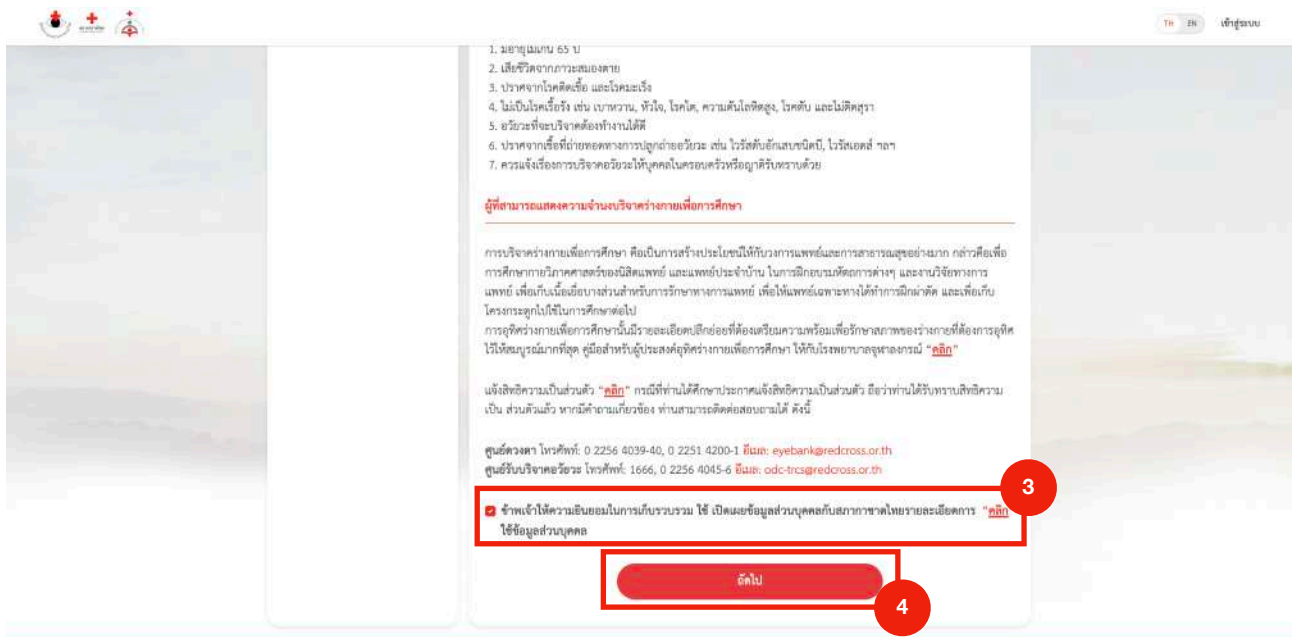 TH EN เข้าสู่ระบบ
1. มีอายุไม่เกิน 65 ปี
2. เสียชีวิตจากภาวะสมองตาย
3. ปราศจากโรคติดเชื้อ และโรคมะเร็ง
4. ไม่เป็นโรคเรื้อรัง เช่น เบาหวาน, หัวใจ, โรคไต, ความดันโลหิตสูง, โรคตับ และไม่ติดสุรา
5. อวัยวะที่จะบริจาคต้องทำงานได้ดี
6. ปราศจากเชื้อที่ถ่ายทอดทางการปลูกถ่ายอวัยวะ เช่น ไวรัสตับอักเสบชนิดบี, ไวรัสเอดส์ ฯลฯ
7. ควรแจ้งเรื่องการบริจาคอวัยวะให้บุคคลในครอบครัวหรือญาติรับทราบด้วย
ผู้ที่สามารถแสดงความจำนงบริจาคร่างกายเพื่อการศึกษา
การบริจาคร่างกายเพื่อการศึกษา คือเป็นการสร้างประโยชน์ให้กับวงการแพทย์และการสาธารณสุขอย่างมาก กล่าวคือเพื่อ
การศึกษากายวิภาคศาสตร์ของนิสิตแพทย์ และแพทย์ประจำบ้าน ในการฝึกอบรมหัตถการต่างๆ และงานวิจัยทางการ
แพทย์ เพื่อเก็บเนื้อเยื่อบางส่วนสำหรับการรักษาทางการแพทย์ เพื่อให้แพทย์เฉพาะทางได้ทำการฝึกผ่าตัด และเพื่อเก็บ
โครงกระดูกไปใช้ในการศึกษาต่อไป
การอุทิศร่างกายเพื่อการศึกษานั้นมีรายละเอียดปลีกย่อยที่ต้องเตรียมความพร้อมเพื่อรักษาสภาพของร่างกายที่ต้องการอุทิศ
ไว้ให้สมบูรณ์มากที่สุด คู่มือสำหรับผู้ประสงค์อุทิศร่างกายเพื่อการศึกษา ให้กับโรงพยาบาลจุฬาลงกรณ์ “คลิก”
แจ้งสิทธิความเป็นส่วนตัว “คลิก” กรณีที่ท่านได้ศึกษาประกาศแจ้งสิทธิความเป็นส่วนตัว ถือว่าท่านได้รับทราบสิทธิความ
เป็น ส่วนตัวแล้ว หากมีคำถามเกี่ยวข้อง ท่านสามารถติดต่อสอบถามได้ ดังนี้
ศูนย์ดวงตา โทรศัพท์: 0 2256 4039-40, 0 2251 4200-1 อีเมล: eyebank@redcross.or.th
ศูนย์รับบริจาคอวัยวะ โทรศัพท์: 1666, 0 2256 4045-6 อีเมล: odc-trcs@redcross.or.th
3
ข้าพเจ้าให้ความยินยอมในการเก็บรวบรวม ใช้ เปิดเผยข้อมูลส่วนบุคคลกับสภากาชาดไทยรายละเอียดการ “คลิก
ใช้ข้อมูลส่วนบุคคล
ถัดไป
4